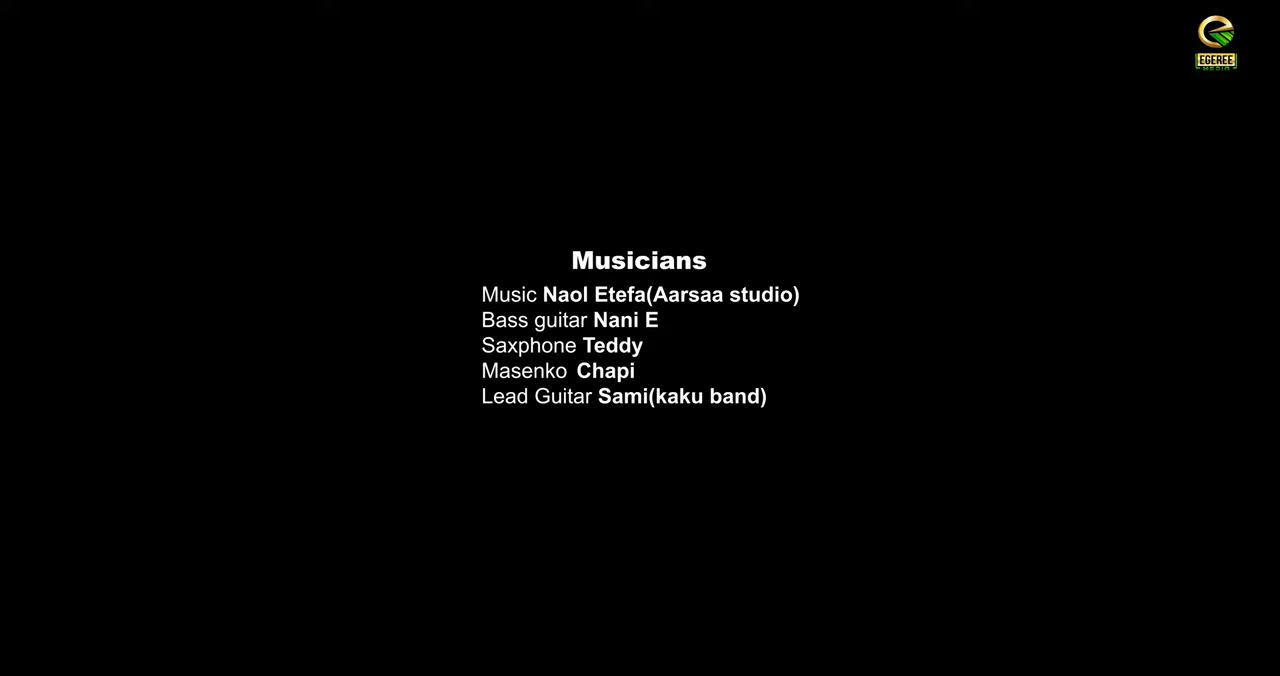 EGEREE
MEDIA
Musicians
Music Naol Etefa(Aarsaa studio)
Bass guitar Nani E
Saxphone Teddy
Masenko Chapi
Lead Guitar Sami(kaku band)